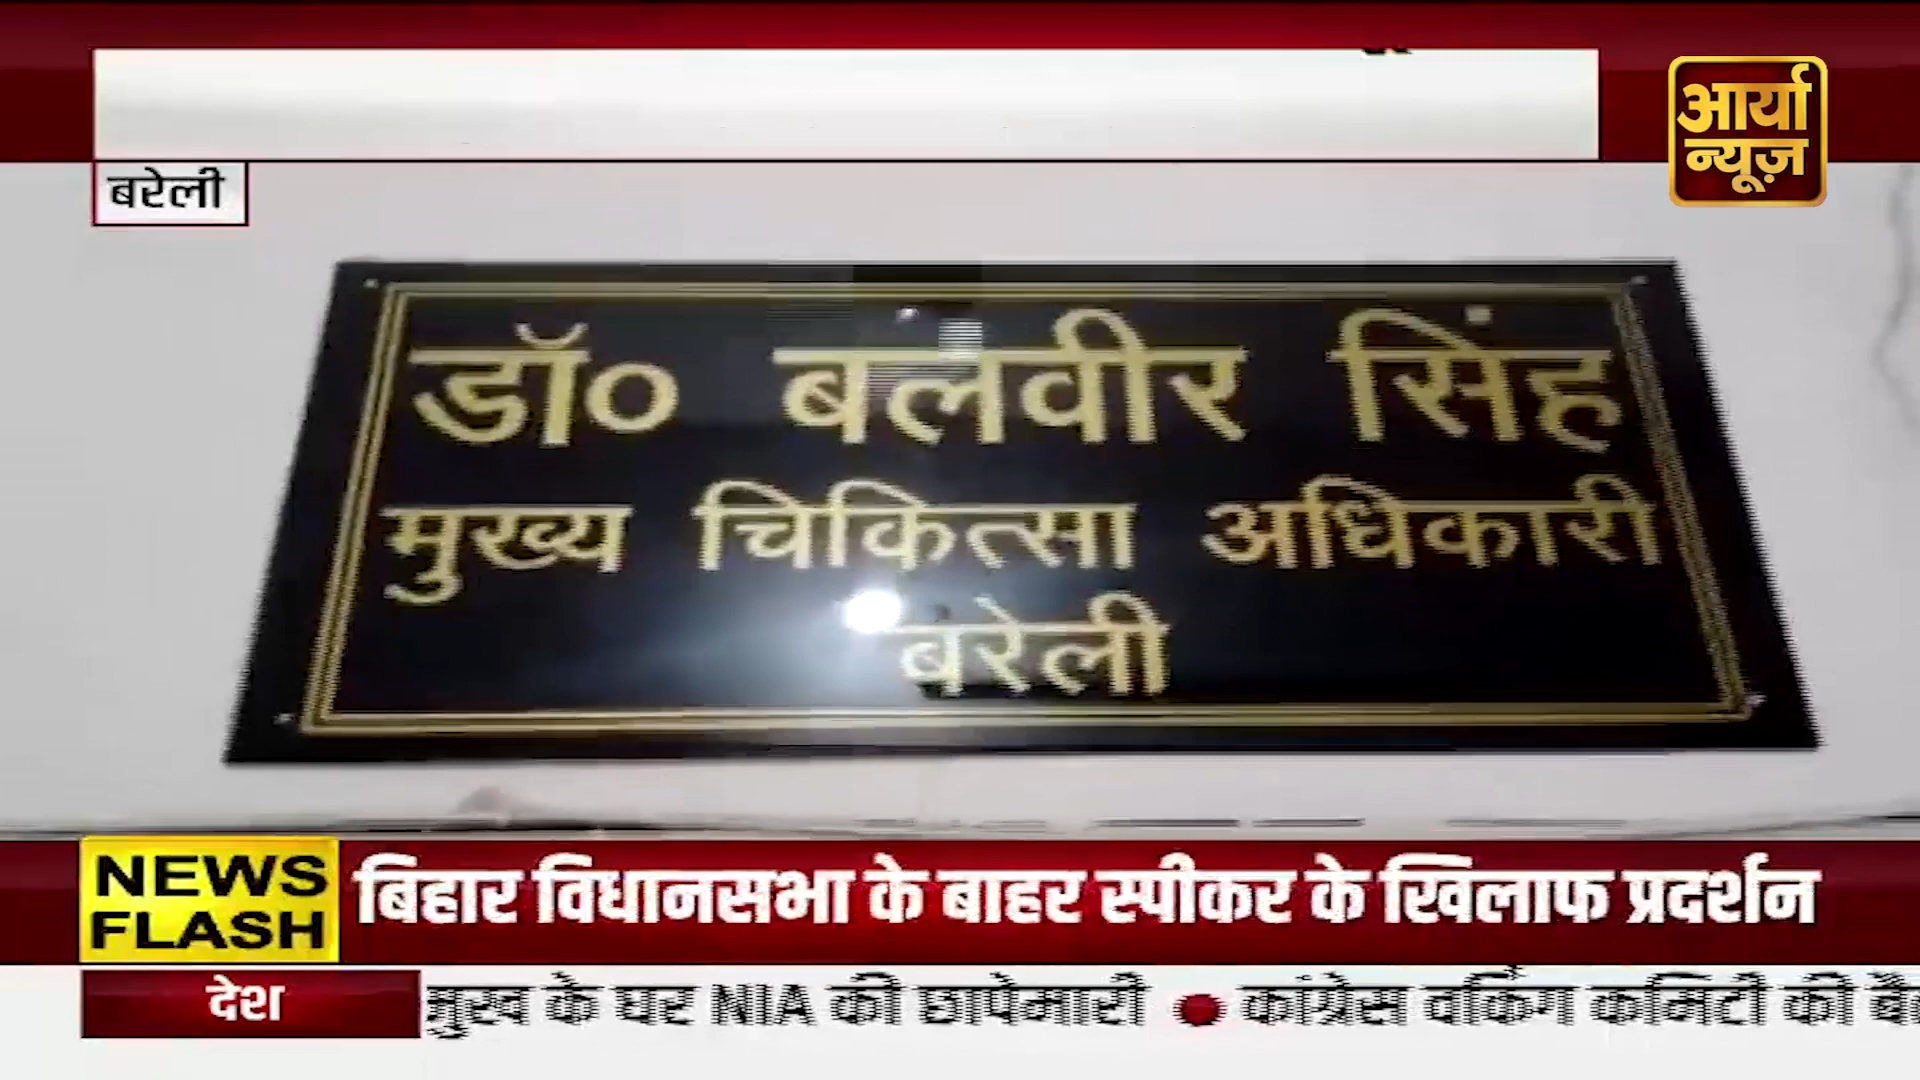 आर्या
न्यूज़
बरेली
डॉ० बलवीर सिंह
मुख्य चिकित्सा अधिकारी
बरेली
NEWS
FLASH
बिहार विधानसभा के बाहर स्पीकर के खिलाफ प्रदर्शन
देश
के घर NIA की छापेमारी ● कांग्रेस वर्किंग कमिटी की